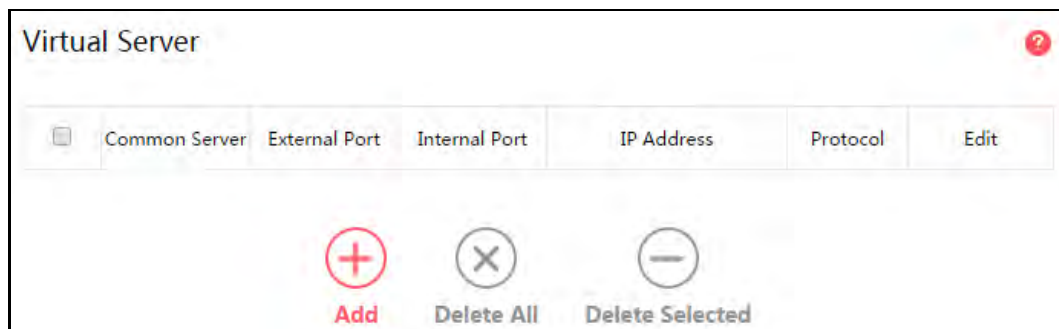 Virtual Server
?
Common Server External Port Internal Port IP Address Protocol Edit
Add Delete All Delete Selected